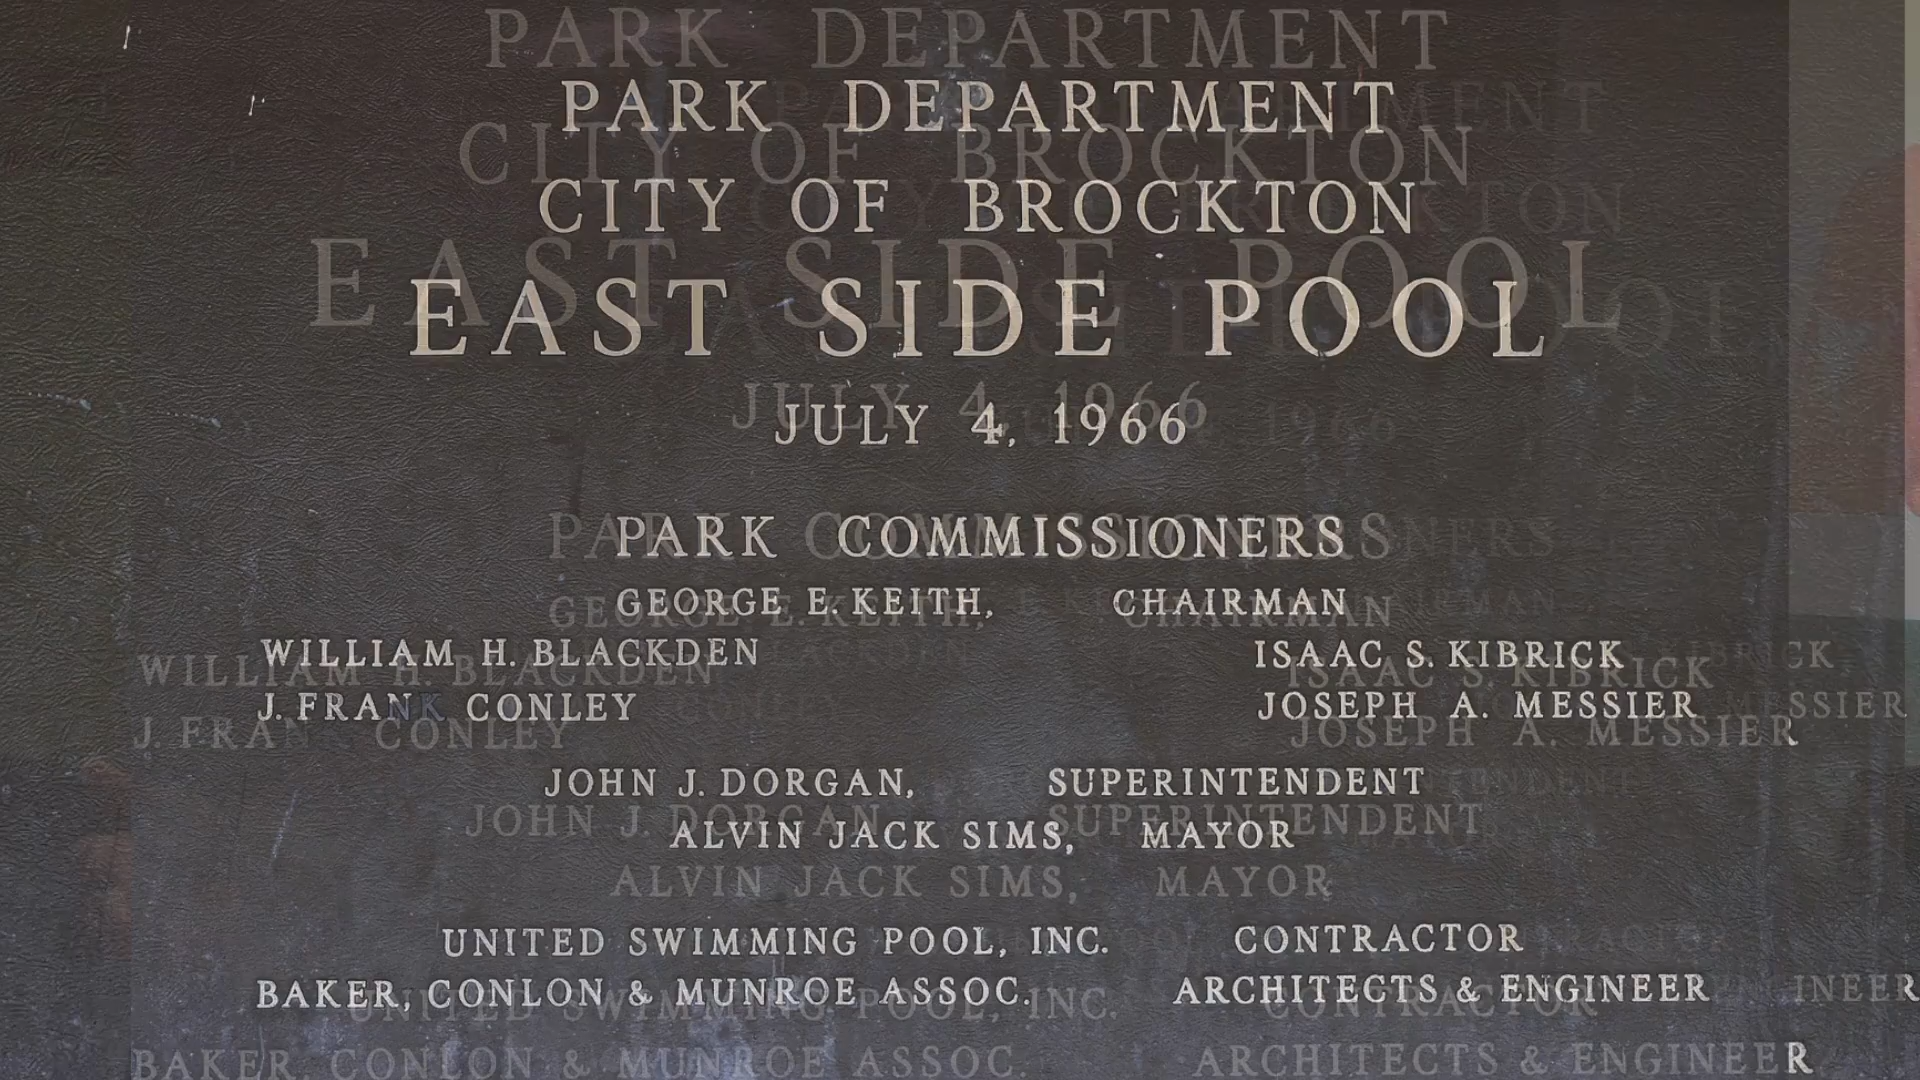 PARK DEPARTMENT
CITY OF BROCKTON
EAST SIDE POOL
JULY 4, 1966
PARK COMMISSIONERS
GEORGE E. KEITH, CHAIRMAN
WILLIAM H. BLACKDEN ISAAC S. KIBRICK
J. FRANK CONLEY JOSEPH A. MESSIER
JOHN J. DORGAN, SUPERINTENDENT
ALVIN JACK SIMS, MAYOR
UNITED SWIMMING POOL, INC. CONTRACTOR
BAKER, CONLON & MUNROE ASSOC. ARCHITECTS & ENGINEER